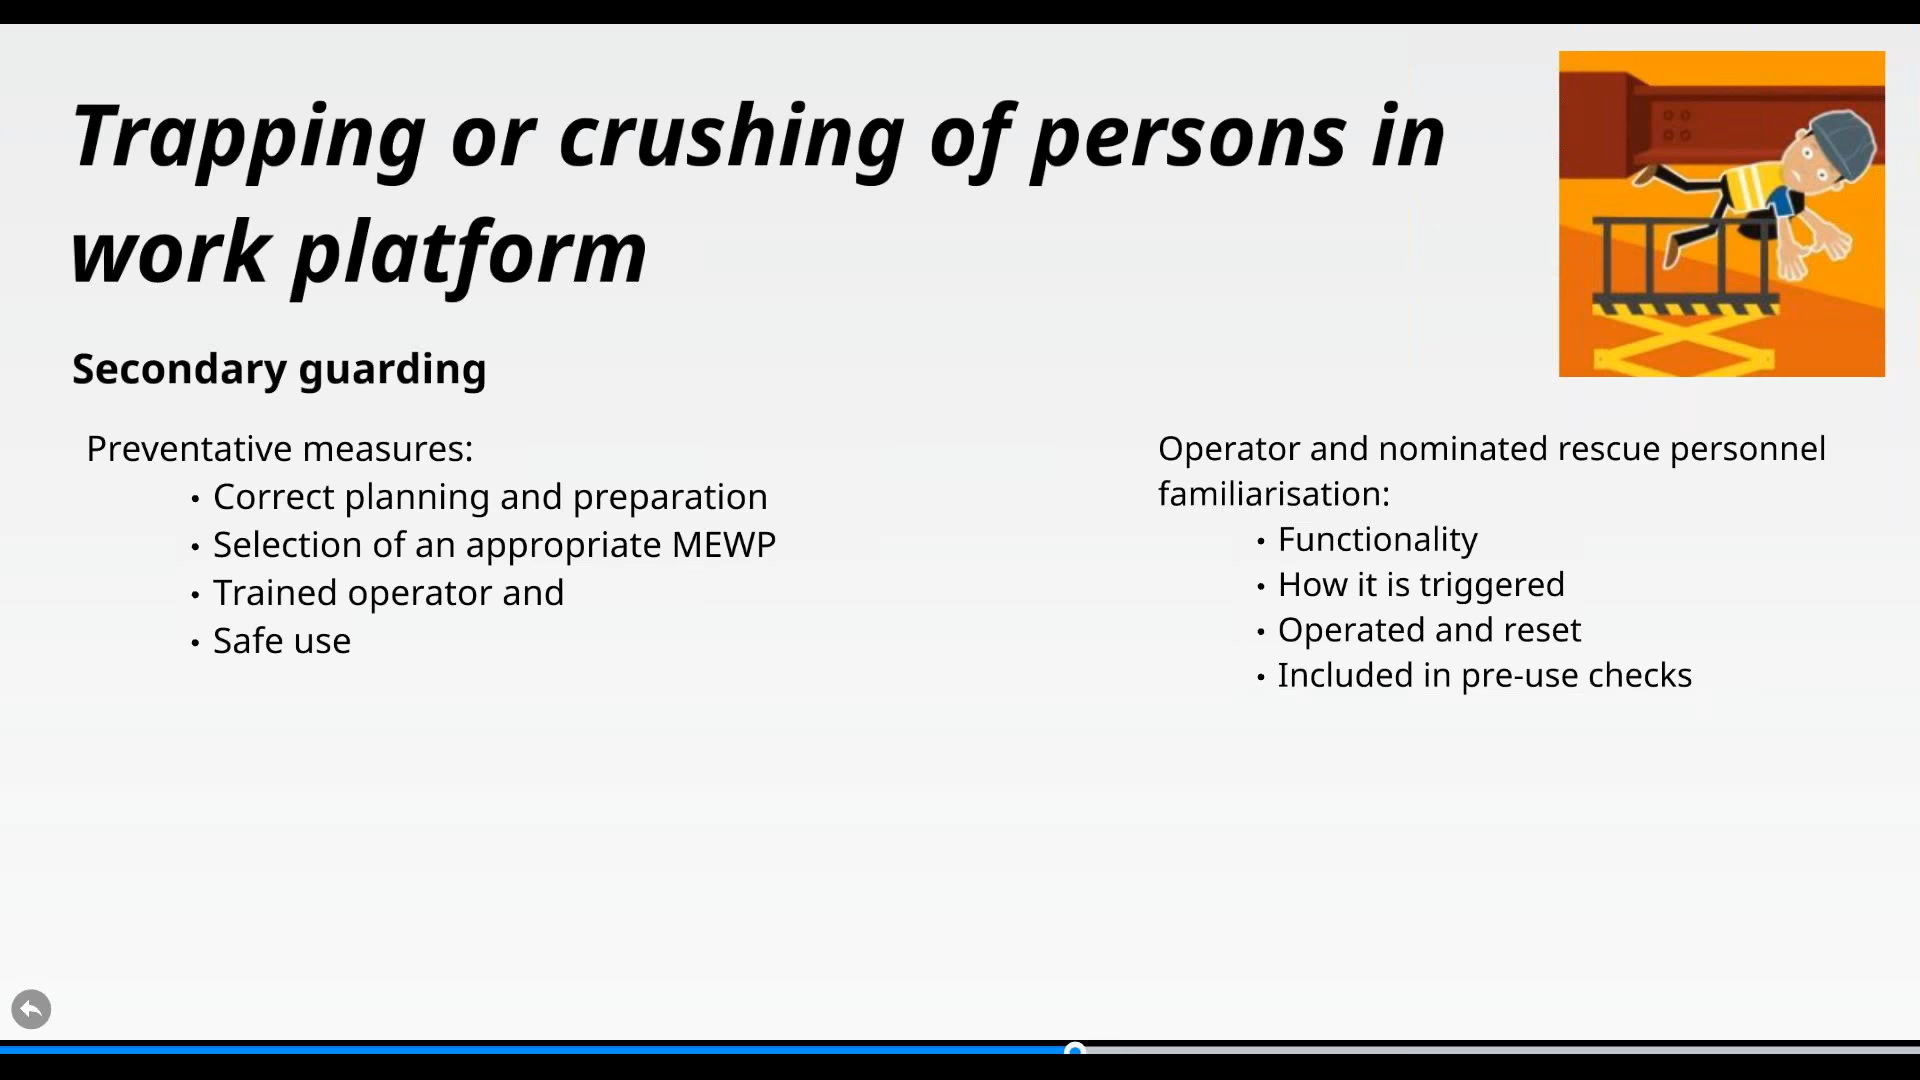 Trapping or crushing of persons in
work platform
Secondary guarding
Preventative measures:
• Correct planning and preparation
• Selection of an appropriate MEWP
• Trained operator and
• Safe use
Operator and nominated rescue personnel
familiarisation:
• Functionality
• How it is triggered
• Operated and reset
• Included in pre-use checks